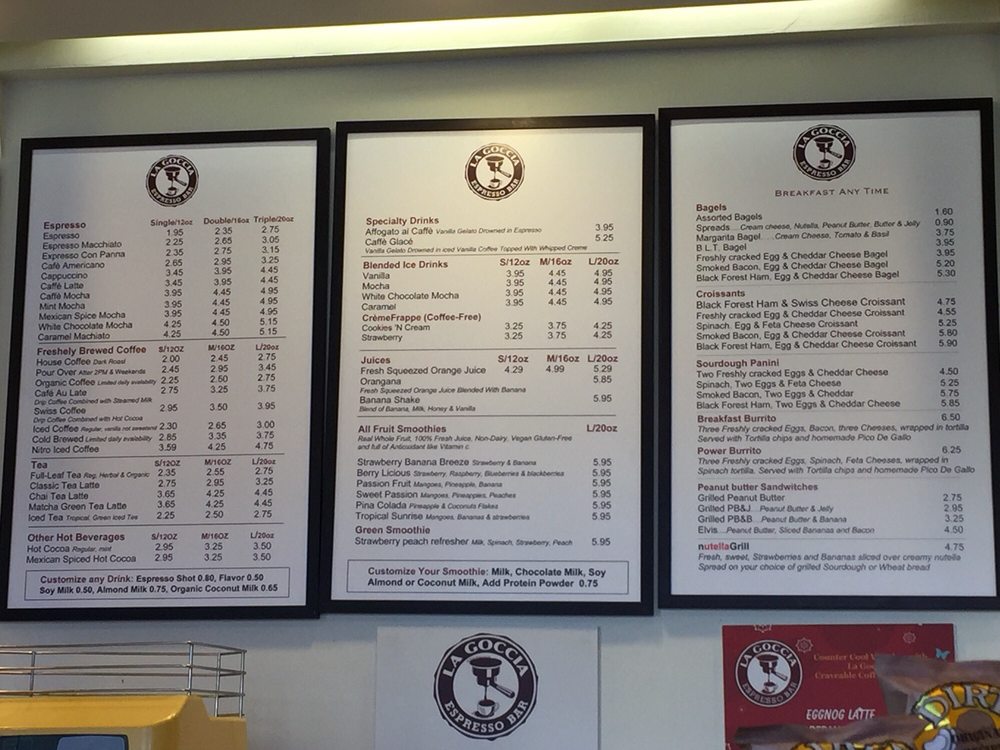 LA GOCCIA
ESPRESSO BAR
Espresso Single/12oz Double/16oz Triple/20oz
Espresso 1.95 2.35 2.75
Espresso Macchiato 2.25 2.65 3.05
Espresso Con Panna 2.35 2.75 3.15
Café Americano 2.65 2.95 3.25
Cappuccino 3.45 3.95 4.45
Caffé Latte 3.45 3.95 4.45
Caffé Mocha 3.95 4.45 4.95
Mint Mocha 3.95 4.45 4.95
Mexican Spice Mocha 3.95 4.45 4.95
White Chocolate Mocha 4.25 4.50 5.15
Caramel Machiato 4.25 4.50 5.15
Freshely Brewed Coffee S/12OZ M/16OZ L/20oz
House Coffee Dark Roast 2.00 2.45 2.75
Pour Over After 2PM & Weekends 2.45 2.95 3.45
Organic Coffee Limited daily availability 2.25 2.50 2.75
Café Au Late 2.75 3.25 3.75
Drip Coffee Combined with Steamed Milk
Swiss Coffee 2.95 3.50 3.95
Drip Coffee Combined with Hot Cocoa
Iced Coffee Regular, vanilla not sweetened 2.30 2.65 3.00
Cold Brewed Limited daily availability 2.85 3.35 3.75
Nitro Iced Coffee 3.59 4.25 4.75
Tea S/12OZ M/16OZ L/20oz
Full-Leaf Tea Reg, Herbal & Organic 2.35 2.55 2.75
Classic Tea Latte 2.75 2.95 3.25
Chai Tea Latte 3.65 4.25 4.45
Matcha Green Tea Latte 3.65 4.25 4.45
Iced Tea Tropical, Green Iced Tea 2.25 2.50 2.75
Other Hot Beverages S/12OZ M/16OZ L/20oz
Hot Cocoa Regular, mint 2.95 3.25 3.50
Mexican Spiced Hot Cocoa 2.95 3.25 3.50
Customize any Drink: Espresso Shot 0.80, Flavor 0.50
Soy Milk 0.50, Almond Milk 0.75, Organic Coconut Milk 0.65
LA GOCCIA
ESPRESSO BAR
Specialty Drinks
Affogato al Caffè Vanilla Gelato Drowned in Espresso 3.95
Caffè Glacé 5.25
Vanilla Gelato Drowned in iced Vanilla Coffee Topped With Whipped Creme
Blended Ice Drinks S/12oz M/16oz L/20oz
Vanilla 3.95 4.45 4.95
Mocha 3.95 4.45 4.95
White Chocolate Mocha 3.95 4.45 4.95
Caramel 3.95 4.45 4.95
CrèmeFrappe (Coffee-Free)
Cookies 'N Cream 3.25 3.75 4.25
Strawberry 3.25 3.75 4.25
Juices S/12oz M/16oz L/20oz
Fresh Squeezed Orange Juice 4.29 4.99 5.29
Orangana 5.85
Fresh Squeezed Orange Juice Blended With Banana
Banana Shake 5.95
Blend of Banana, Milk, Honey & Vanilla
All Fruit Smoothies L/20oz
Real Whole Fruit, 100% Fresh Juice, Non-Dairy, Vegan Gluten-Free
and full of Antioxidant like Vitamin C.
Strawberry Banana Breeze Strawberry & Banana 5.95
Berry Licious Strawberry, Raspberry, Blueberries & blackberries 5.95
Passion Fruit Mangoes, Pineapple, Banana 5.95
Sweet Passion Mangoes, Pineapples, Peaches 5.95
Pina Colada Pineapple & Coconuts Flakes 5.95
Tropical Sunrise Mangoes, Bananas & strawberries 5.95
Green Smoothie
Strawberry peach refresher Milk, Spinach, Strawberry, Peach 5.95
Customize Your Smoothie: Milk, Chocolate Milk, Soy
Almond or Coconut Milk, Add Protein Powder 0.75
LA GOCCIA
ESPRESSO BAR
BREAKFAST ANY TIME
Bagels
Assorted Bagels 1.60
Spreads ...Cream cheese, Nutella, Peanut Butter, Butter & Jelly 0.90
Margarita Bagel ....Cream Cheese, Tomato & Basil 3.75
B.L.T. Bagel 3.95
Freshly cracked Egg & Cheddar Cheese Bagel 3.95
Smoked Bacon, Egg & Cheddar Cheese Bagel 5.20
Black Forest Ham, Egg & Cheddar Cheese Bagel 5.30
Croissants
Black Forest Ham & Swiss Cheese Croissant 4.75
Freshly cracked Egg & Cheddar Cheese Croissant 4.55
Spinach, Egg & Feta Cheese Croissant 5.25
Smoked Bacon, Egg & Cheddar Cheese Croissant 5.80
Black Forest Ham, Egg & Cheddar Cheese Croissant 5.90
Sourdough Panini
Two Freshly cracked Eggs & Cheddar Cheese 4.50
Spinach, Two Eggs & Feta Cheese 5.25
Smoked Bacon, Two Eggs & Cheddar Cheese 5.75
Black Forest Ham, Two Eggs & Cheddar Cheese 5.85
Breakfast Burrito 6.50
Three Freshly cracked Eggs, Bacon, three Cheeses, wrapped in tortilla
Served with Tortilla chips and homemade Pico De Gallo
Power Burrito 6.25
Three Freshly cracked Eggs, Spinach, Feta Cheeses, wrapped in
Spinach tortilla. Served with Tortilla chips and homemade Pico De Gallo
Peanut butter Sandwitches
Grilled Peanut Butter 2.75
Grilled PB&J ...Peanut Butter & Jelly 2.95
Grilled PB&B ...Peanut Butter & Banana 3.25
Elvis ...Peanut Butter, Sliced Bananas and Bacon 4.50
nutellaGrill 4.75
Fresh, sweet, Strawberries and Bananas sliced over creamy nutella
Spread on your choice of grilled Sourdough or Wheat bread
LA GOCCIA
ESPRESSO BAR
LA GOCCIA
ESPRESSO BAR
Counter Cool with
La
Craveable
EGGNOG LATTE